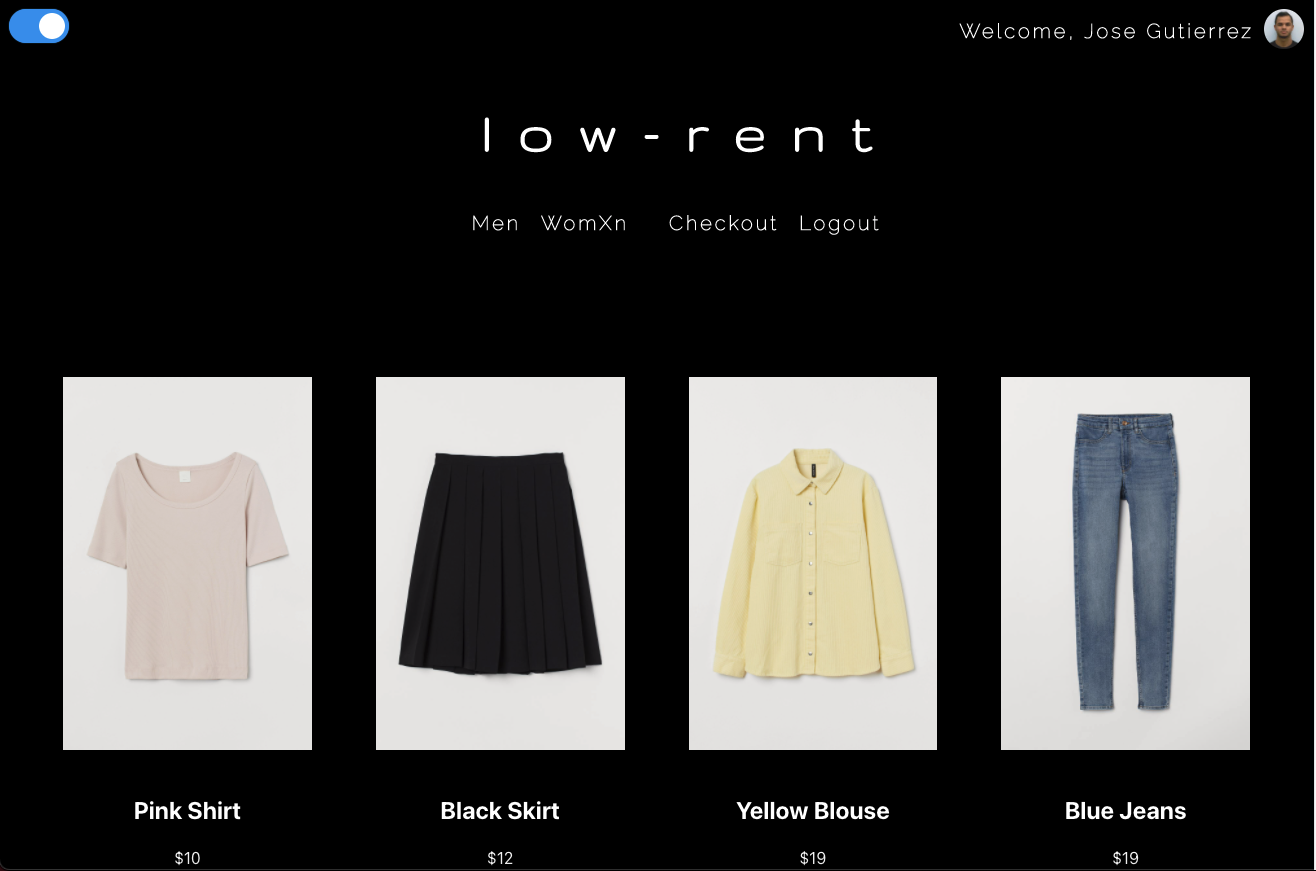 Welcome, Jose Gutierrez
low-rent
Men WomXn Checkout Logout
Pink Shirt Black Skirt Yellow Blouse Blue Jeans
$10 $12 $19 $19